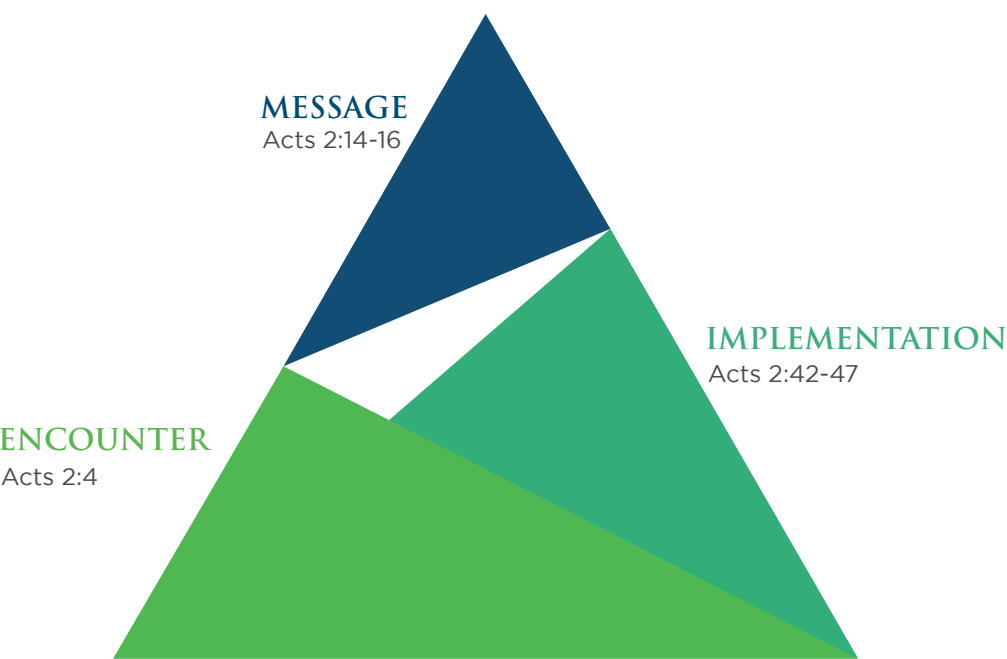 MESSAGE
Acts 2:14-16
IMPLEMENTATION
Acts 2:42-47
ENCOUNTER
Acts 2:4